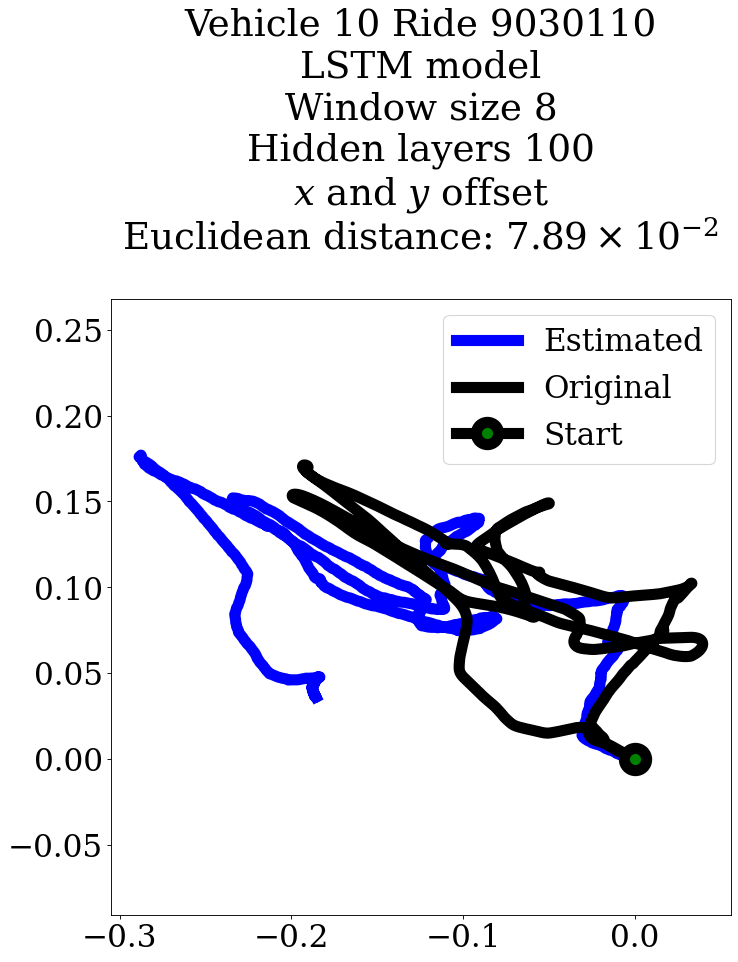 Vehicle 10 Ride 9030110
LSTM model
Window size 8
Hidden layers 100
x and y offset
Euclidean distance: 7.89 × 10⁻²
Estimated
Original
Start
0.25
0.20
0.15
0.10
0.05
0.00
−0.05
−0.3 −0.2 −0.1 0.0